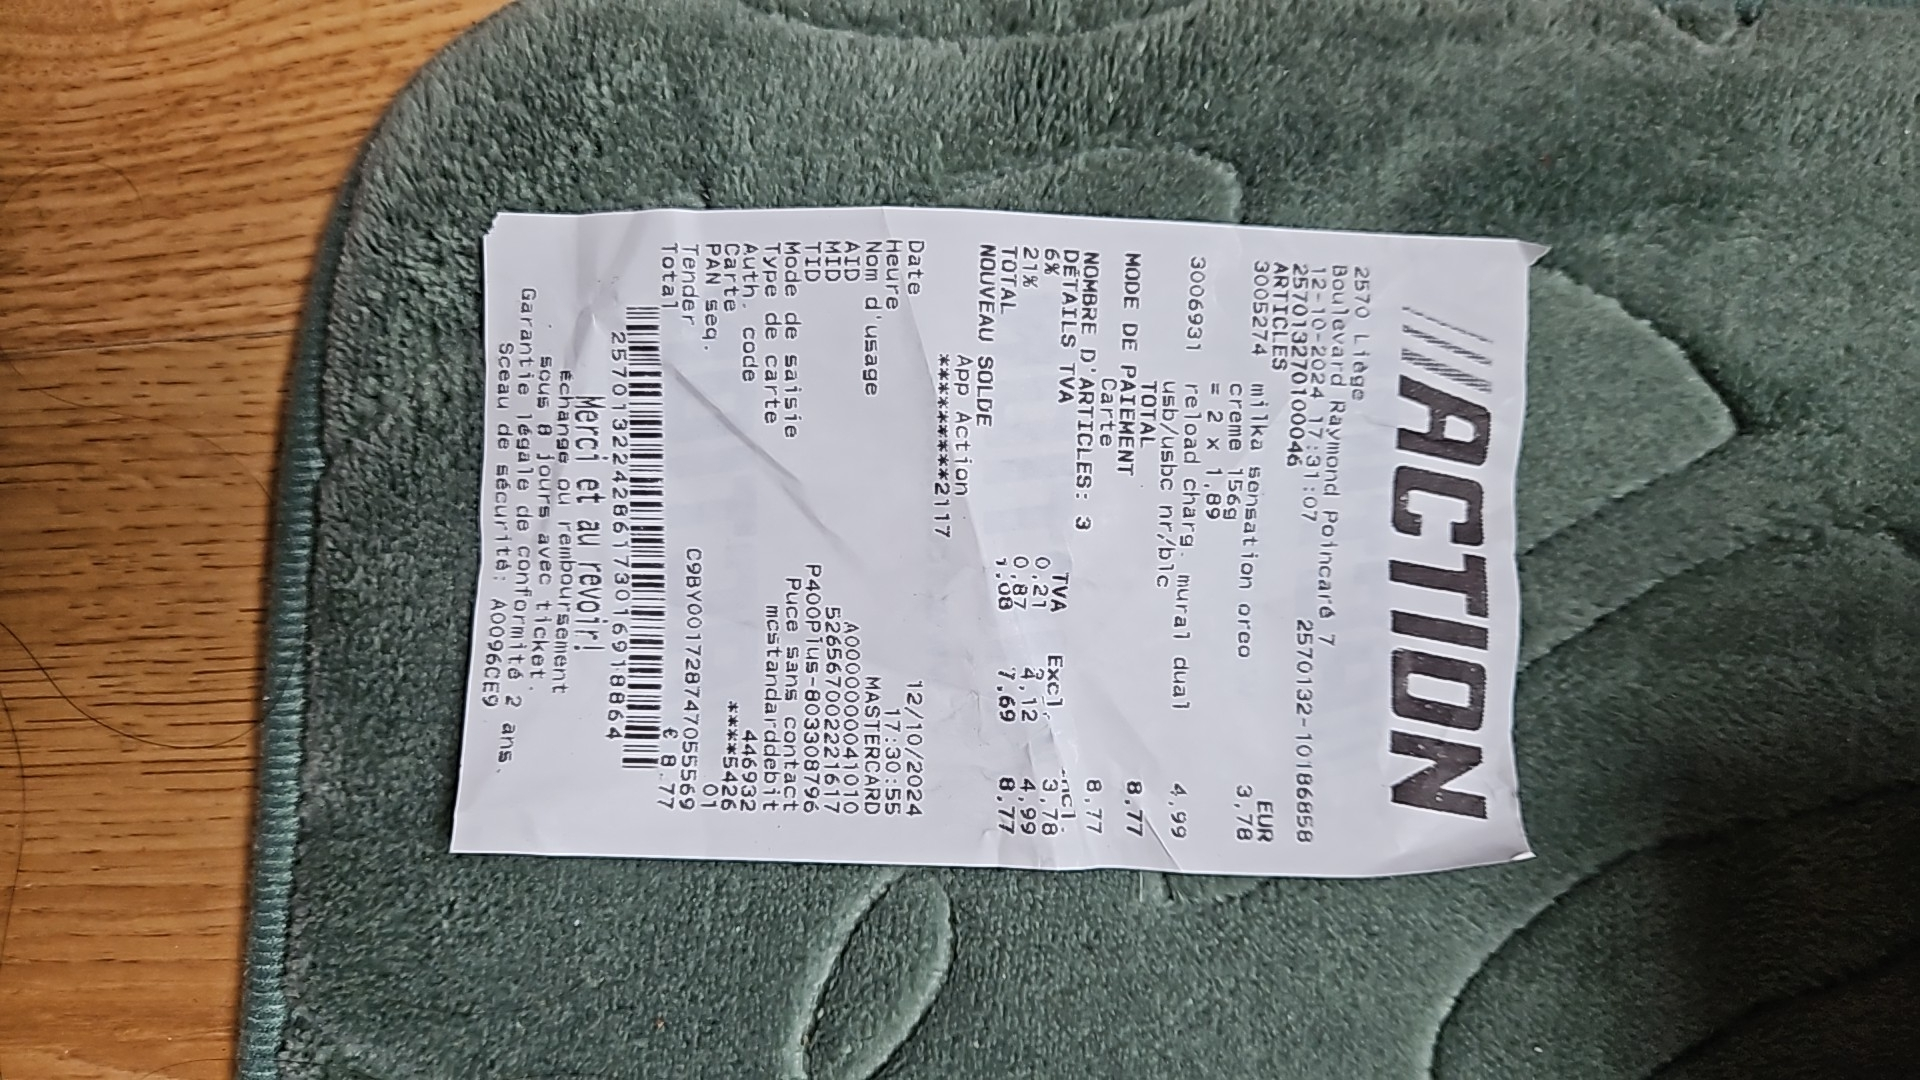 ACTION
2570 Liège
Boulevard Raymond Poincaré 7
12-10-2024 17:31:07 2570132-10186858
257013270100046
ARTICLES EUR
3005274 milka sensation oreo 3,78
creme 156g
= 2 x 1,89
3006931 reload charg. mural dual 4,99
usb/usbc nr/blc
TOTAL 8,77
MODE DE PAIEMENT
Carte 8,77
NOMBRE D'ARTICLES: 3
DÉTAILS TVA TVA Excl. Incl.
6% 0,21 3,78
21% 0,87 4,12 4,99
TOTAL 1,08 7,69 8,77
NOUVEAU SOLDE
App Action
**********2117
Date 12/10/2024
Heure 17:30:55
Nom d'usage MASTERCARD
AID A0000000041010
MID 526567002221617
TID P400Plus-803308796
Mode de saisie Puce sans contact
Type de carte mcstandarddebit
Auth. code 446932
Carte ****5426
PAN seq. 01
Tender C9BY001728747055569
Total € 8.77
2570132242861730169188​64
Merci et au revoir!
échange ou remboursement
sous 8 jours avec ticket.
Garantie légale de conformité 2 ans.
Sceau de sécurité: A0096CE9